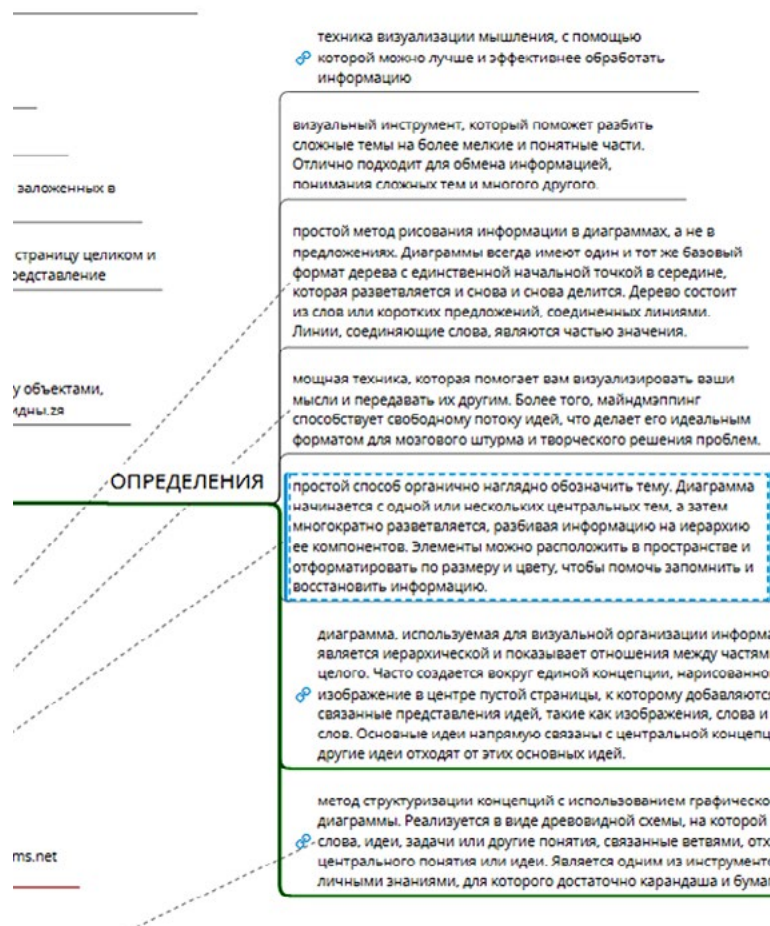 техника визуализации мышления, с помощью
которой можно лучше и эффективнее обработать
информацию
визуальный инструмент, который поможет разбить
сложные темы на более мелкие и понятные части.
Отлично подходит для обмена информацией,
понимания сложных тем и многого другого.
заложенных в
страницу целиком и
редставление
простой метод рисования информации в диаграммах, а не в
предложениях. Диаграммы всегда имеют один и тот же базовый
формат дерева с единственной начальной точкой в середине,
которая разветвляется и снова и снова делится. Дерево состоит
из слов или коротких предложений, соединенных линиями.
Линии, соединяющие слова, являются частью значения.
у объектами,
идны.zя
мощная техника, которая помогает вам визуализировать ваши
мысли и передавать их другим. Более того, майндмэппинг
способствует свободному потоку идей, что делает его идеальным
форматом для мозгового штурма и творческого решения проблем.
ОПРЕДЕЛЕНИЯ
простой способ органично наглядно обозначить тему. Диаграмма
начинается с одной или нескольких центральных тем, а затем
многократно разветвляется, разбивая информацию на иерархию
ее компонентов. Элементы можно расположить в пространстве и
отформатировать по размеру и цвету, чтобы помочь запомнить и
восстановить информацию.
диаграмма. используемая для визуальной организации информа
является иерархической и показывает отношения между частям
целого. Часто создается вокруг единой концепции, нарисованно
изображение в центре пустой страницы, к которому добавляются
связанные представления идей, такие как изображения, слова и
слов. Основные идеи напрямую связаны с центральной концепц
другие идеи отходят от этих основных идей.
метод структуризации концепций с использованием графическо
диаграммы. Реализуется в виде древовидной схемы, на которой
слова, идеи, задачи или другие понятия, связанные ветвями, отх
центрального понятия или идеи. Является одним из инструменто
личными знаниями, для которого достаточно карандаша и бумаг
ms.net